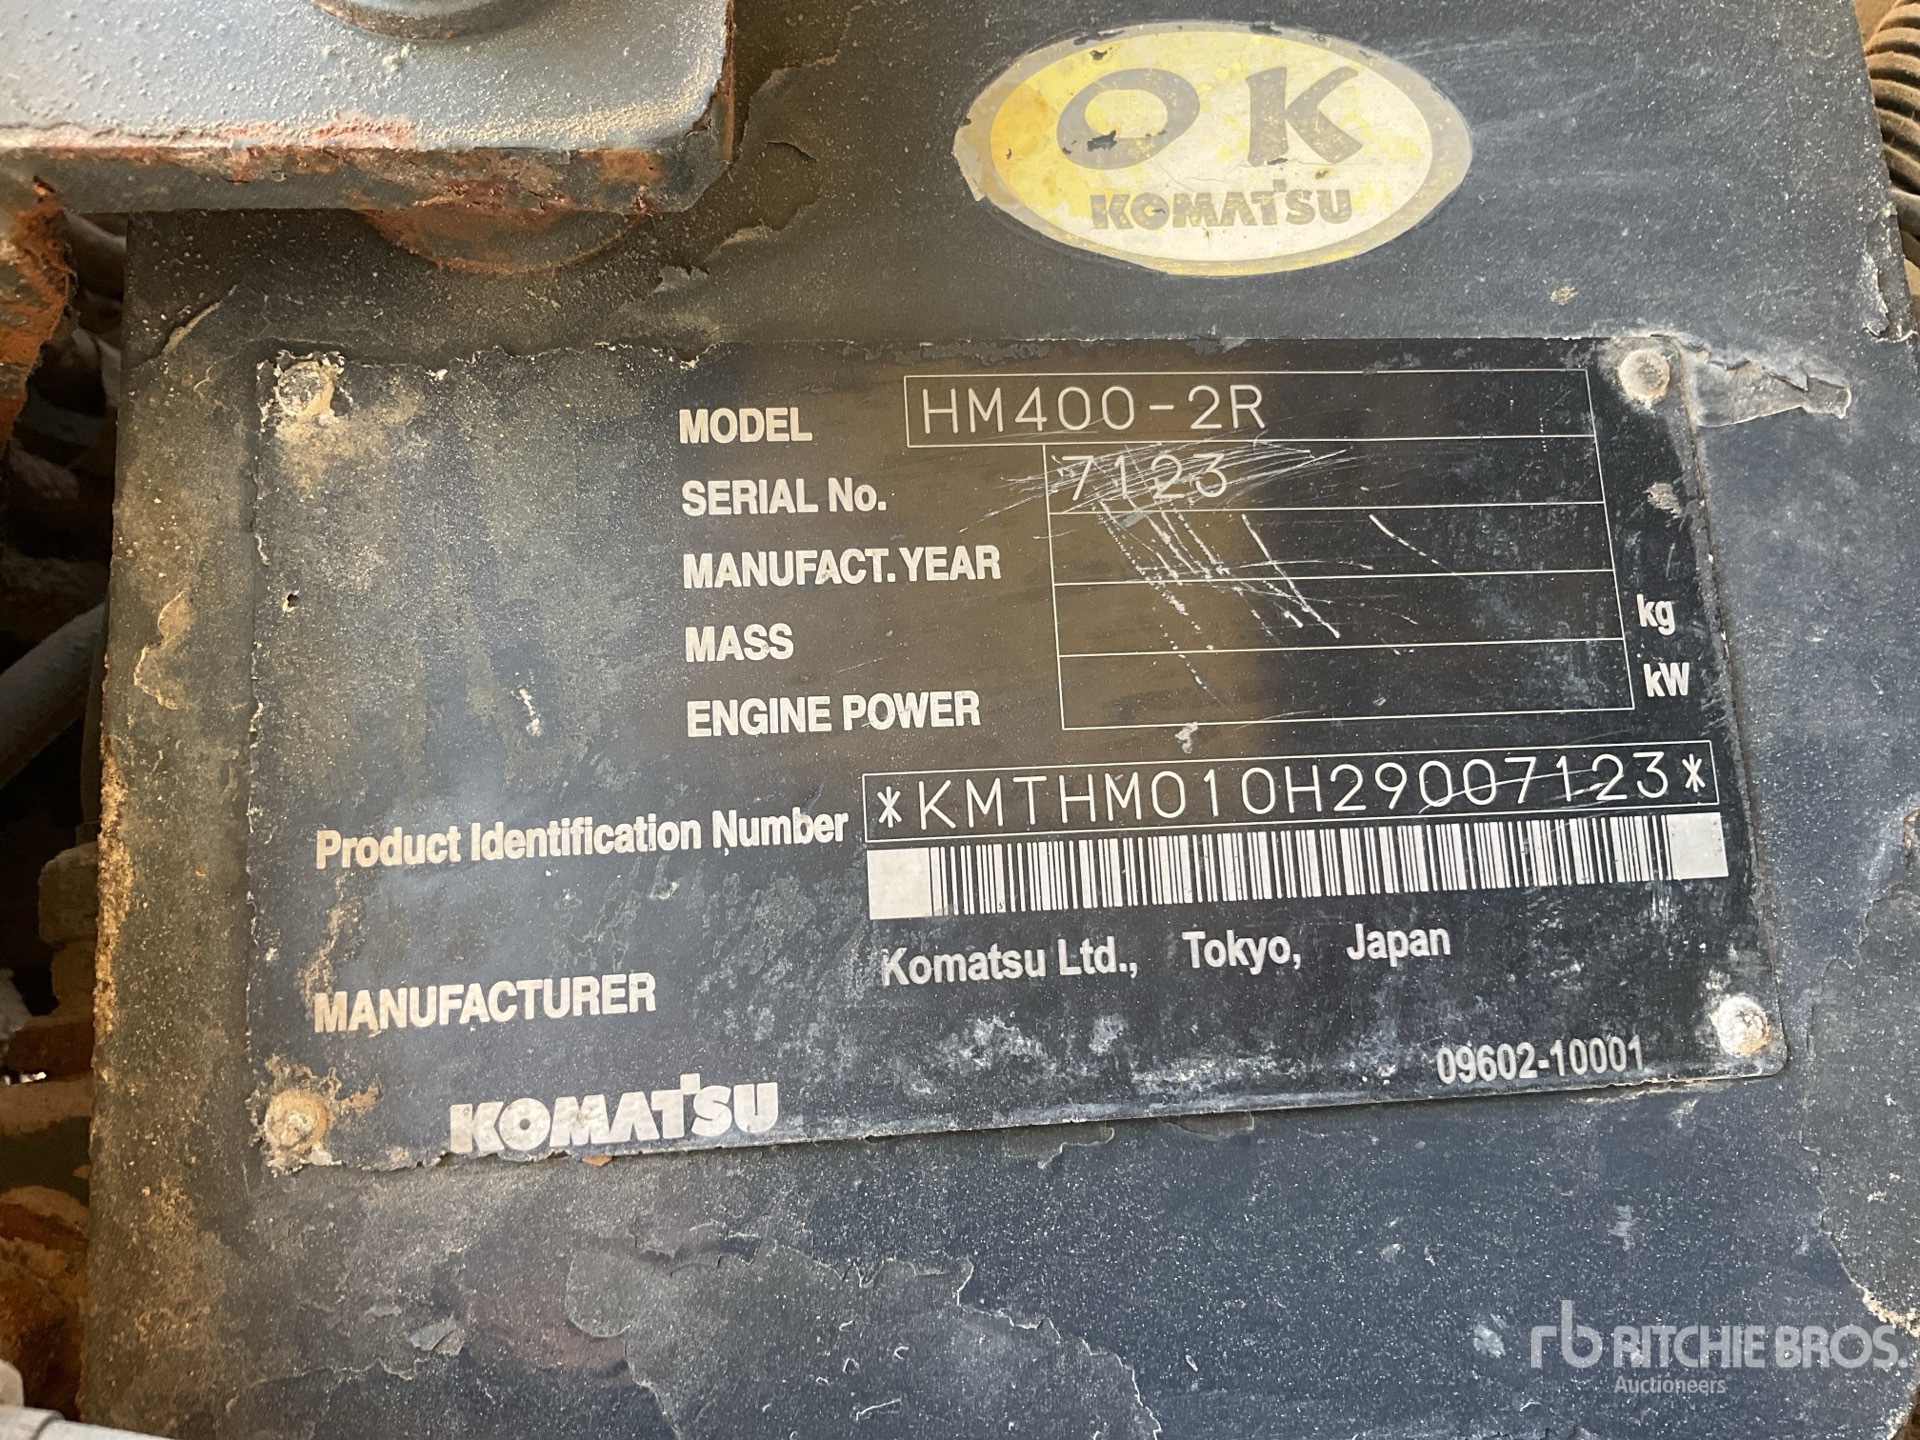 OK
KOMATSU
MODEL HM400-2R
SERIAL No. 7123
MANUFACT. YEAR
MASS kg
ENGINE POWER kW
Product Identification Number *KMTHM010H29007123*
MANUFACTURER Komatsu Ltd., Tokyo, Japan
KOMATSU 09602-10001
rb RITCHIE BROS.
Auctioneers